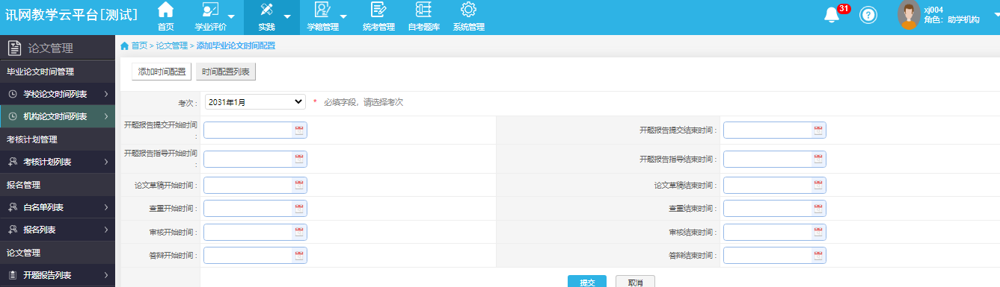 讯网教学云平台[测试]
首页
学业评价
实践
学籍管理
统考管理
自考题库
系统管理
31
xj004
角色：助学机构
论文管理
毕业论文时间管理
学校论文时间列表
机构论文时间列表
考核计划管理
考核计划列表
报名管理
白名单列表
报名列表
论文管理
开题报告列表
首页 > 论文管理 > 添加毕业论文时间配置
添加时间配置
时间配置列表
考次：
2031年1月
* 必填字段，请选择考次
开题报告提交开始时间
：
开题报告提交结束时间：
开题报告指导开始时间
：
开题报告指导结束时间：
论文草稿开始时间：
论文草稿结束时间：
查重开始时间：
查重结束时间：
审核开始时间：
审核结束时间：
答辩开始时间：
答辩结束时间：
提交
取消